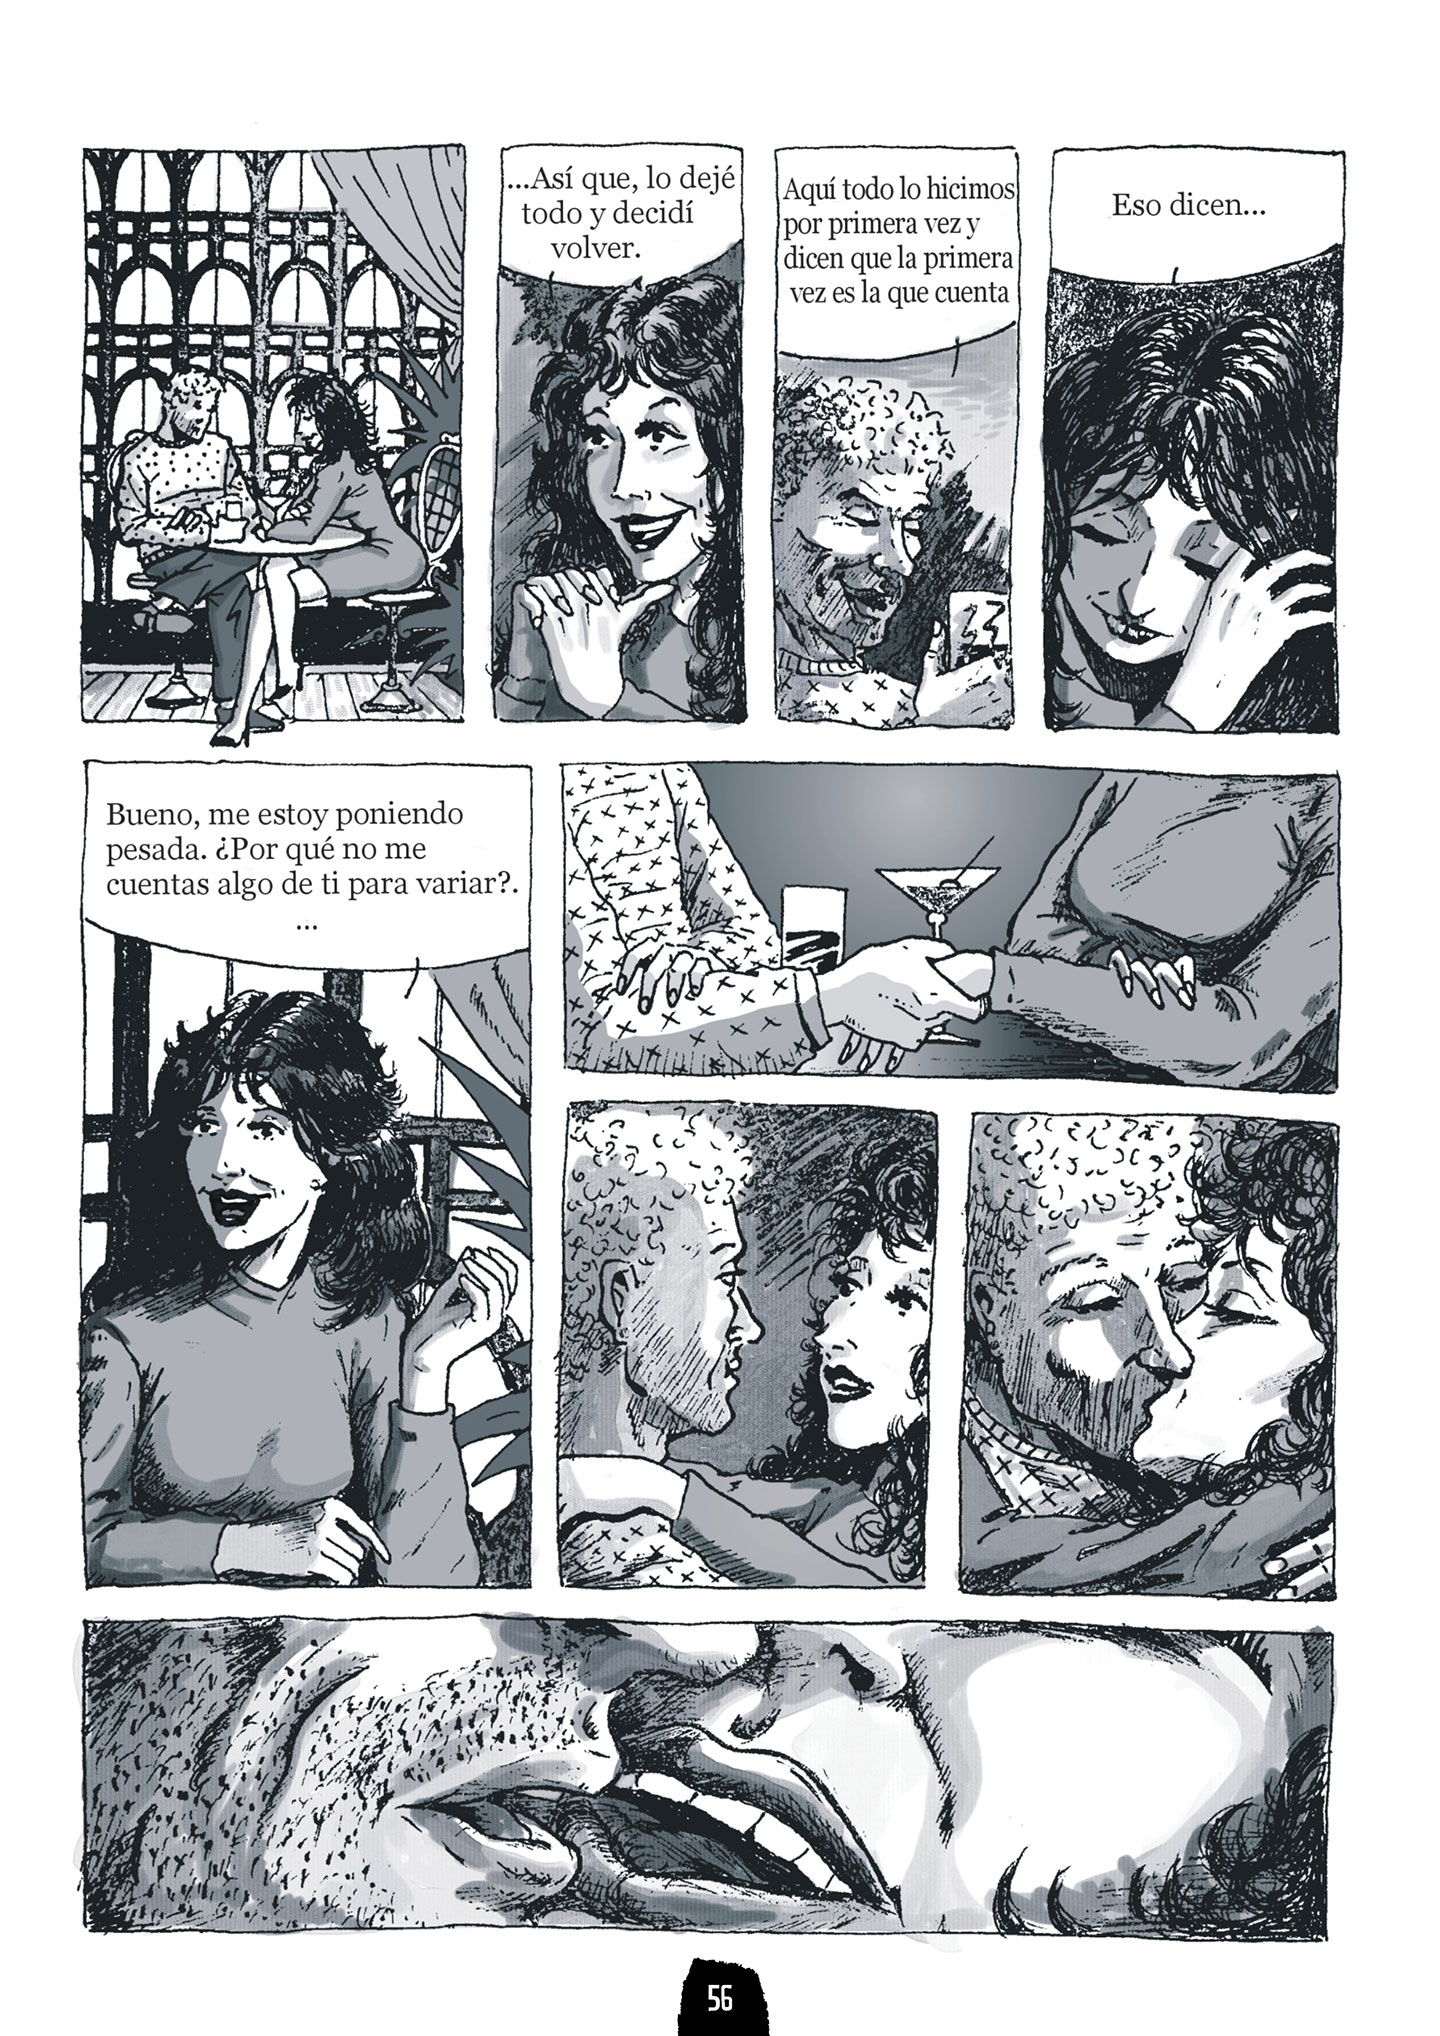 ...Así que, lo dejé
todo y decidí
volver.
Aquí todo lo hicimos
por primera vez y
dicen que la primera
vez es la que cuenta
Eso dicen...
Bueno, me estoy poniendo
pesada. ¿Por qué no me
cuentas algo de ti para variar?.
...
56